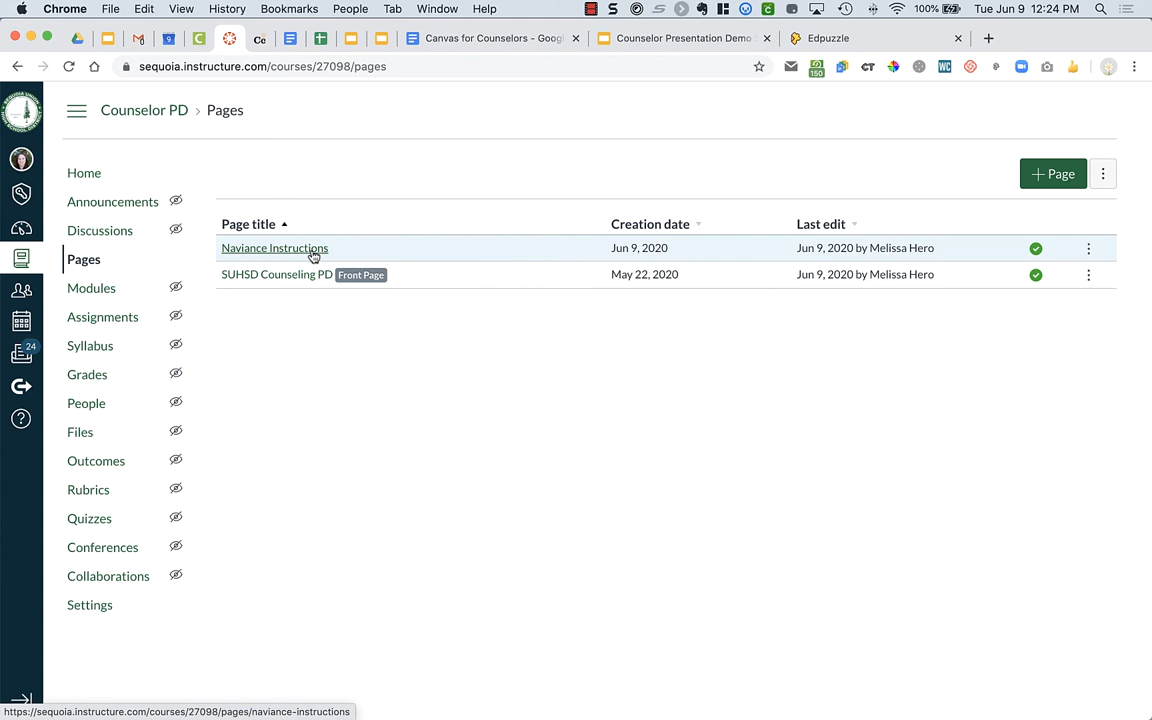 Chrome File Edit View History Bookmarks People Tab Window Help 100% Tue Jun 9 12:24 PM
Cc Canvas for Counselors - Goog Counselor Presentation Demo Edpuzzle
sequoia.instructure.com/courses/27098/pages
Counselor PD > Pages
+ Page
Home
Announcements
Discussions
Pages
Modules
Assignments
Syllabus
Grades
People
Files
Outcomes
Rubrics
Quizzes
Conferences
Collaborations
Settings
Page title Creation date Last edit
Naviance Instructions Jun 9, 2020 Jun 9, 2020 by Melissa Hero
SUHSD Counseling PD Front Page May 22, 2020 Jun 9, 2020 by Melissa Hero
24
150
WC
CT
https://sequoia.instructure.com/courses/27098/pages/naviance-instructions